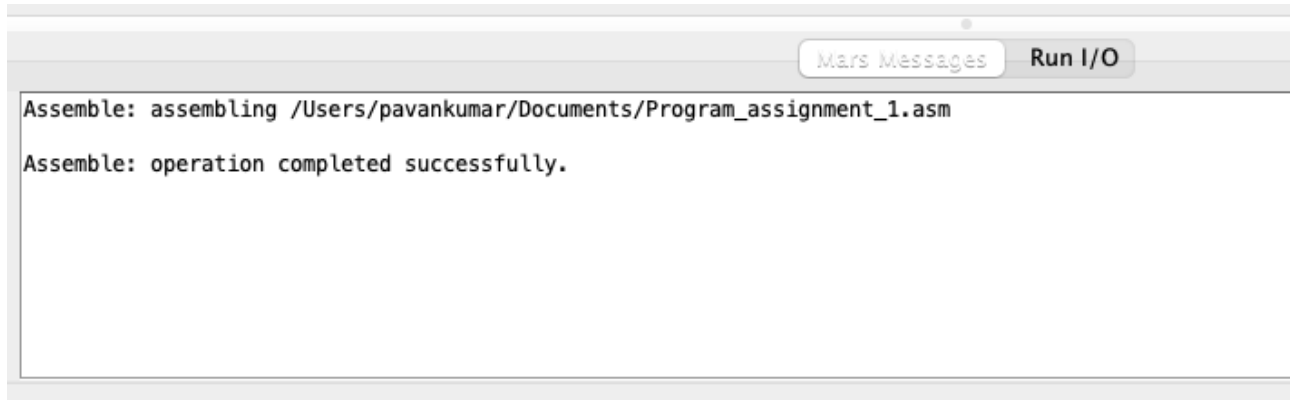 Mars Messages Run I/O
Assemble: assembling /Users/pavankumar/Documents/Program_assignment_1.asm
Assemble: operation completed successfully.